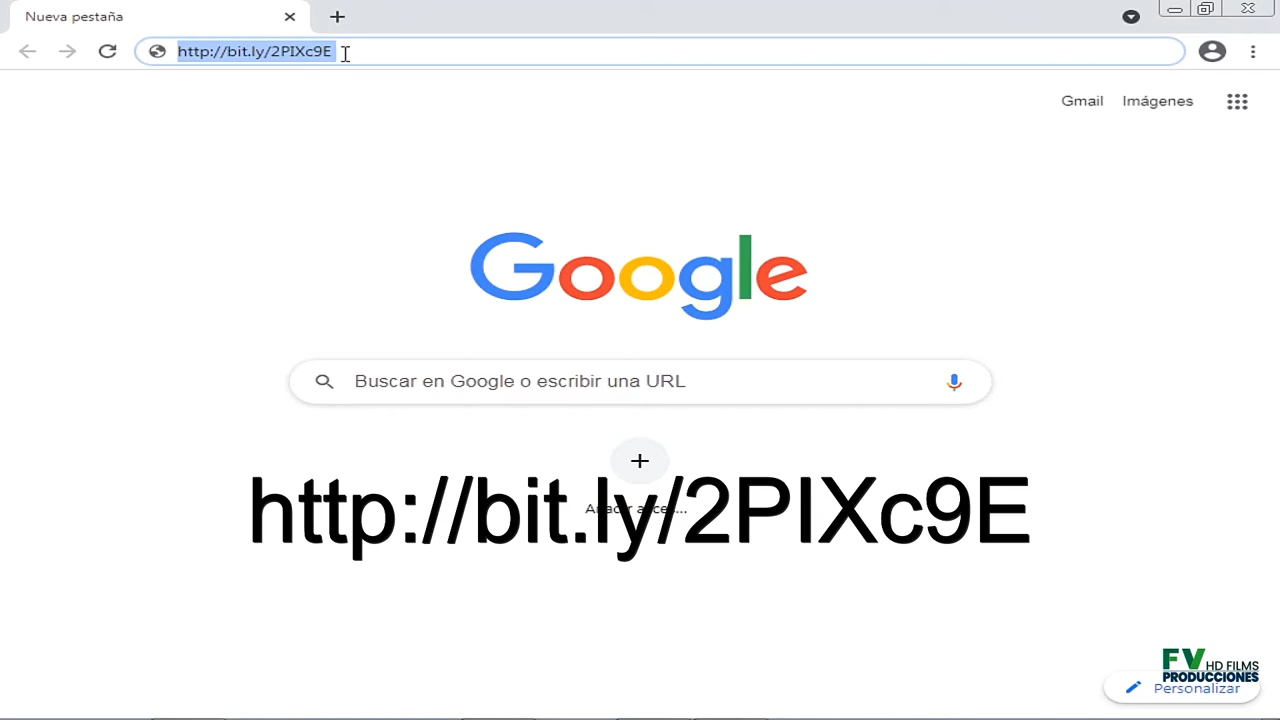 Nueva pestaña
http://bit.ly/2PIXc9E
Gmail
Imágenes
Google
Buscar en Google o escribir una URL
http://bit.ly/2PIXc9E
FV HD FILMS
PRODUCCIONES
Personalizar